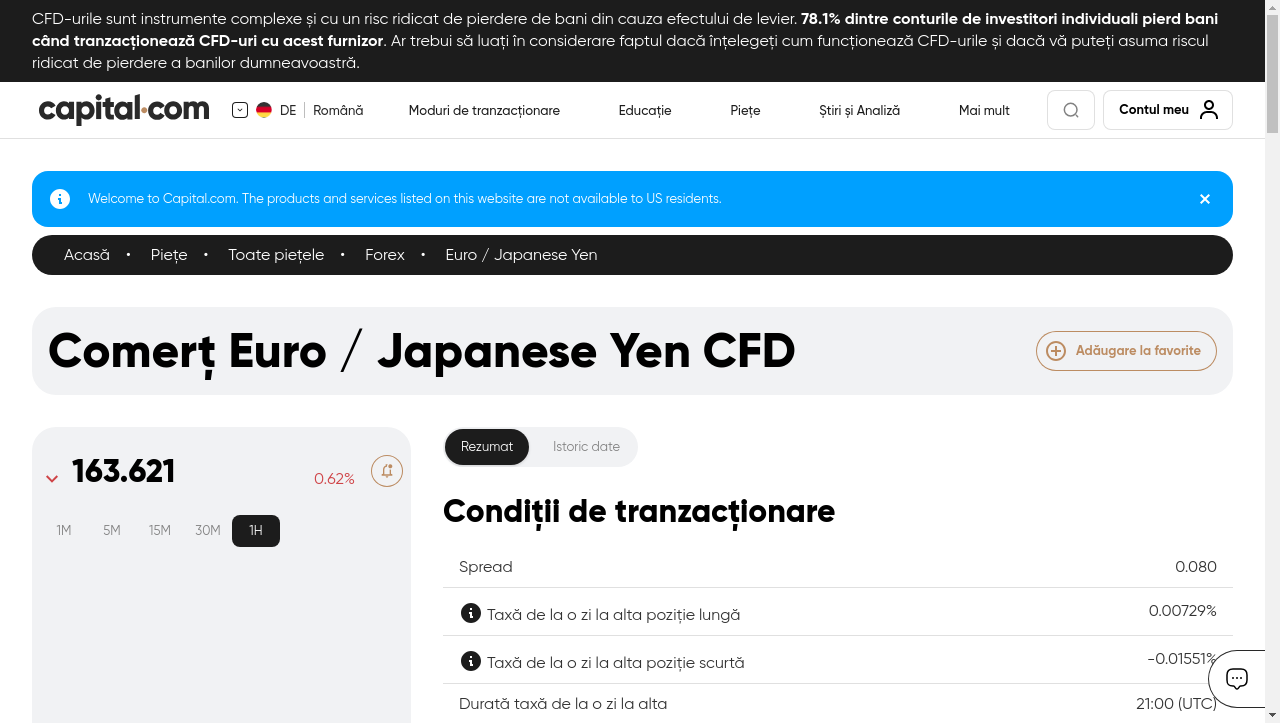 CFD-urile sunt instrumente complexe și cu un risc ridicat de pierdere de bani din cauza efectului de levier. 78.1% dintre conturile de investitori individuali pierd bani
când tranzacționează CFD-uri cu acest furnizor. Ar trebui să luați în considerare faptul dacă înțelegeți cum funcționează CFD-urile și dacă vă puteți asuma riscul
ridicat de pierdere a banilor dumneavoastră.
capital.com
DE
Română
Moduri de tranzacționare
Educație
Piețe
Știri și Analiză
Mai mult
Contul meu
Welcome to Capital.com. The products and services listed on this website are not available to US residents.
Acasă • Piețe • Toate piețele • Forex • Euro / Japanese Yen
Comerț Euro / Japanese Yen CFD
Adăugare la favorite
163.621
0.62%
1M 5M 15M 30M 1H
Rezumat
Istoric date
Condiții de tranzacționare
Spread 0.080
Taxă de la o zi la alta poziție lungă 0.00729%
Taxă de la o zi la alta poziție scurtă -0.01551%
Durată taxă de la o zi la alta 21:00 (UTC)